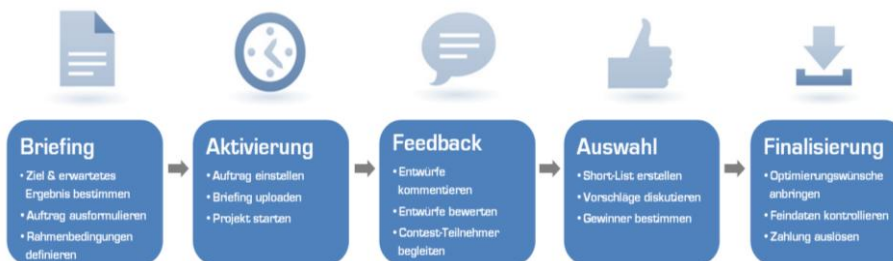 Briefing
• Ziel & erwartetes
Ergebnis bestimmen
• Auftrag ausformulieren
• Rahmenbedingungen
definieren
Aktivierung
• Auftrag einstellen
• Briefing uploaden
• Projekt starten
Feedback
• Entwürfe
kommentieren
• Entwürfe bewerten
• Contest-Teilnehmer
begleiten
Auswahl
• Short-List erstellen
• Vorschläge diskutieren
• Gewinner bestimmen
Finalisierung
• Optimierungswünsche
anbringen
• Feindaten kontrollieren
• Zahlung auslösen